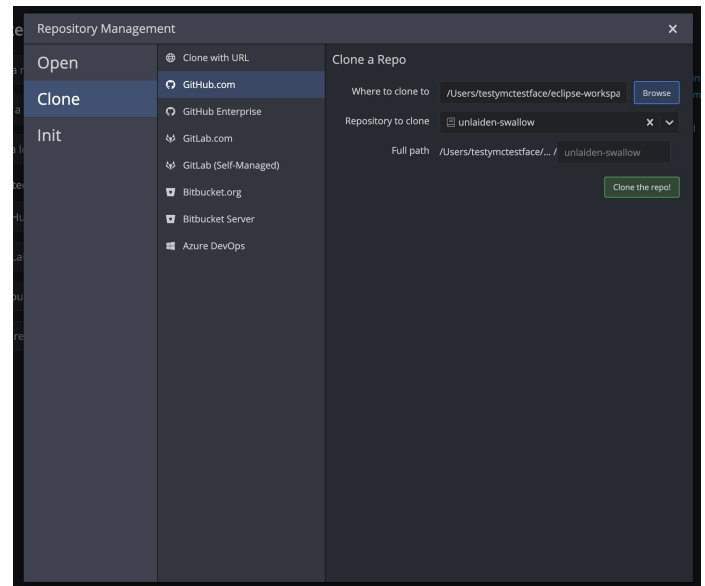 Repository Management
Open
Clone
Init
Clone with URL
GitHub.com
GitHub Enterprise
GitLab.com
GitLab (Self-Managed)
Bitbucket.org
Bitbucket Server
Azure DevOps
Clone a Repo
Where to clone to /Users/testymctestface/eclipse-workspa Browse
Repository to clone unlaiden-swallow
Full path /Users/testymctestface/... / unlaiden-swallow
Clone the repo!